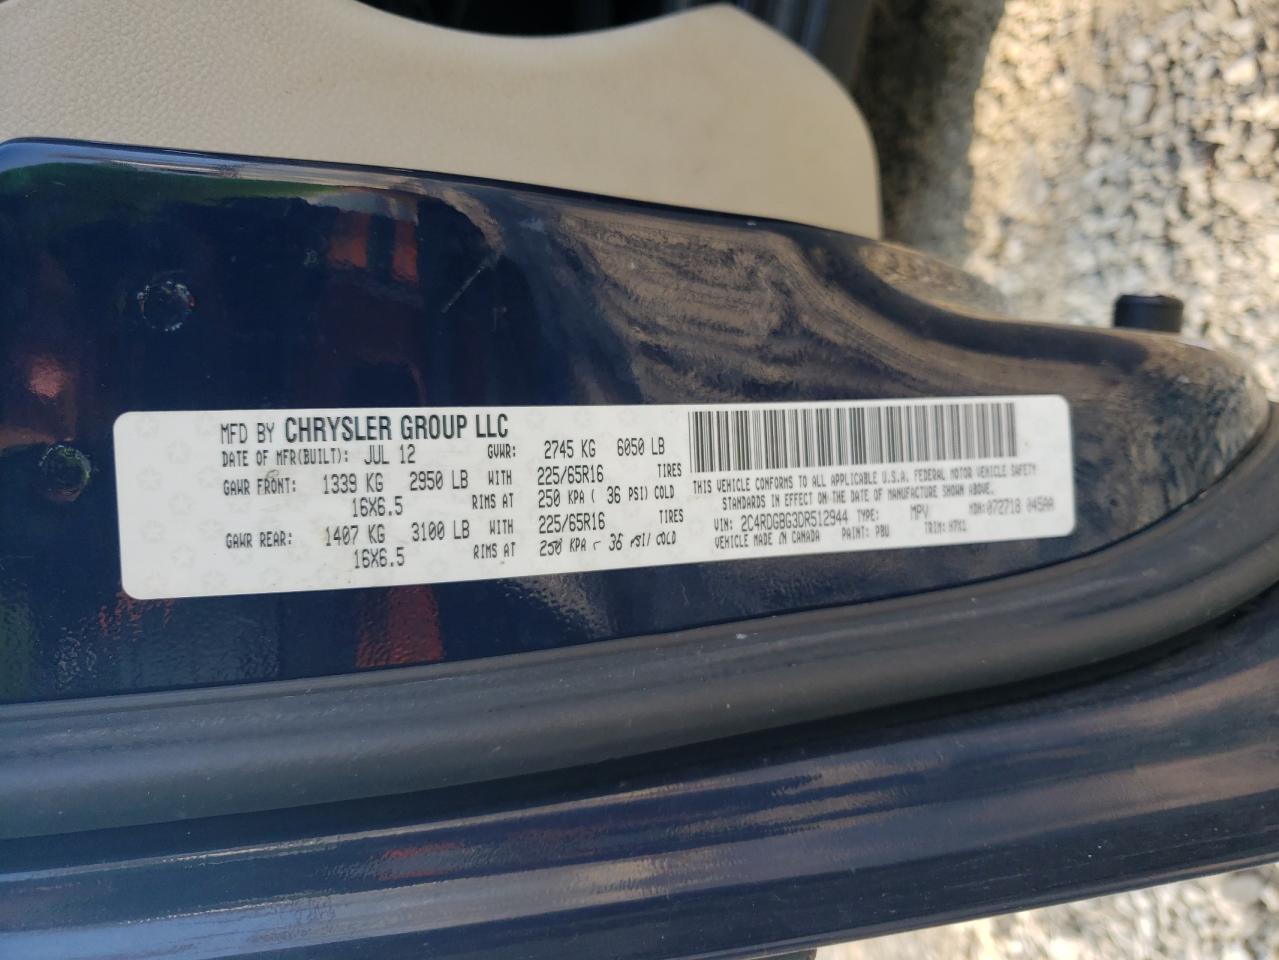 MFD BY CHRYSLER GROUP LLC
DATE OF MFR(BUILT): JUL 12 GVWR: 2745 KG 6050 LB
GAWR FRONT: 1339 KG 2950 LB WITH 225/65R16 TIRES
16X6.5 RIMS AT 250 KPA ( 36 PSI) COLD
GAWR REAR: 1407 KG 3100 LB WITH 225/65R16 TIRES
16X6.5 RIMS AT 250 KPA 36 PSI/ COLD
THIS VEHICLE CONFORMS TO ALL APPLICABLE U.S.A. FEDERAL MOTOR VEHICLE SAFETY
STANDARDS IN EFFECT ON THE DATE OF MANUFACTURE SHOWN ABOVE.
VIN: 2C4RDGBG3DR512944 TYPE: MPV MDH: 072718 045AA
VEHICLE MADE IN CANADA PAINT: PBU TRIM: